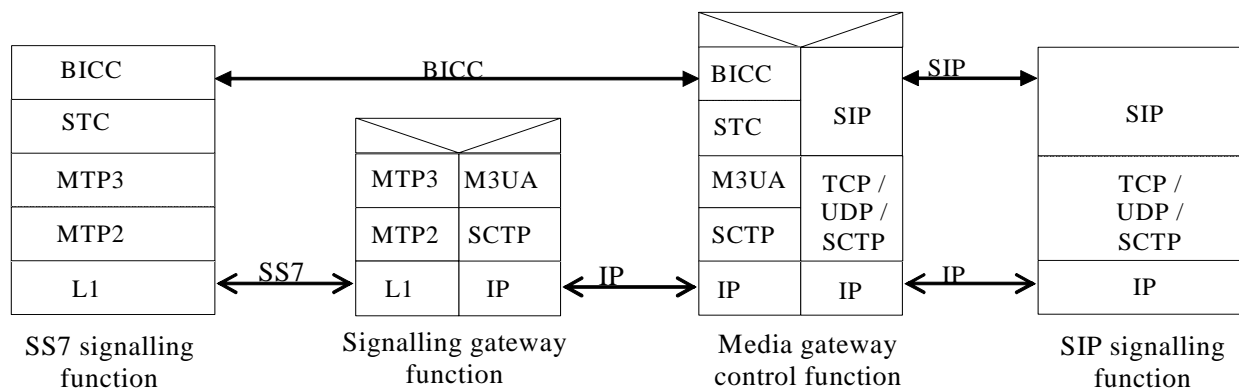 BICC
STC
MTP3
MTP2
L1
SS7 signalling
function
BICC
SS7
MTP3 M3UA
MTP2 SCTP
L1 IP
Signalling gateway
function
IP
BICC
STC
M3UA
SCTP
IP
SIP
TCP /
UDP /
SCTP
IP
Media gateway
control function
SIP
IP
SIP
TCP /
UDP /
SCTP
IP
SIP signalling
function